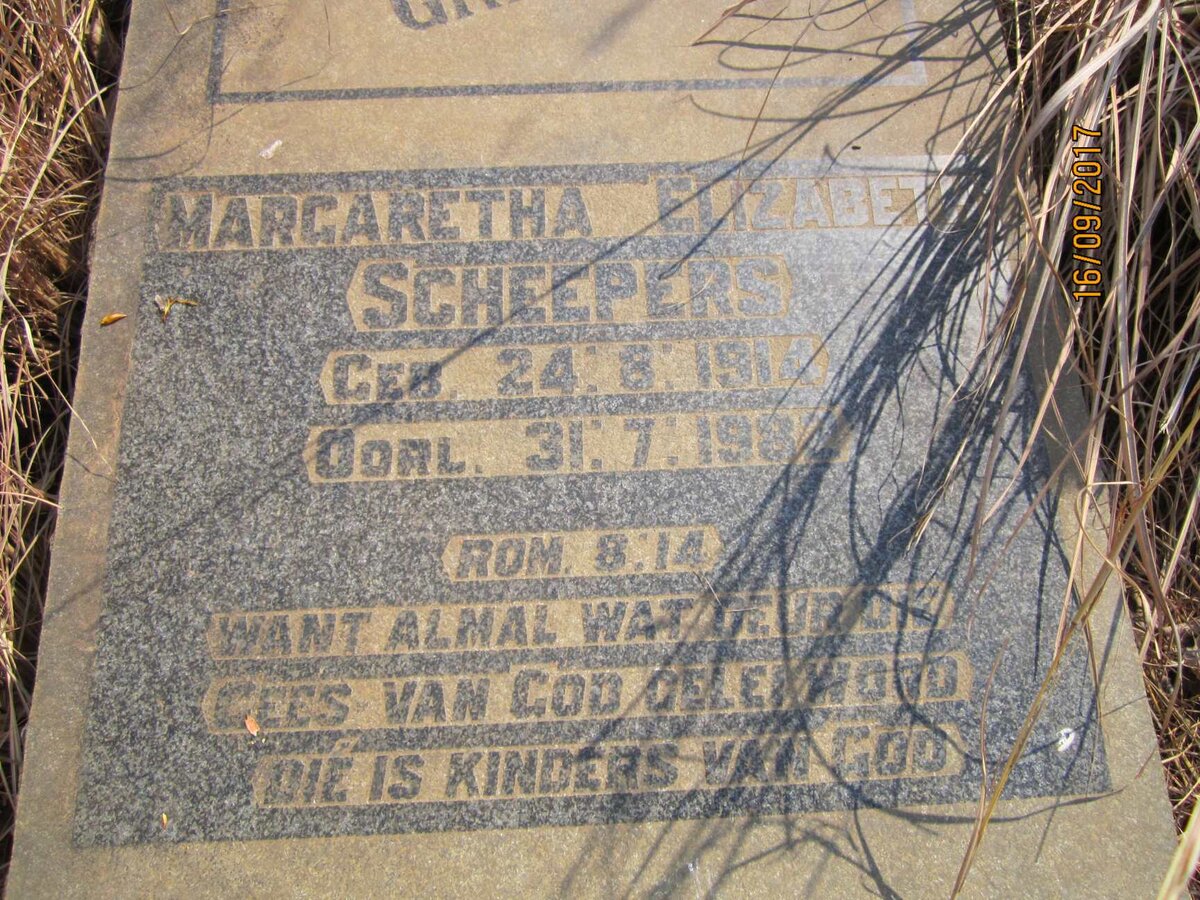 MARGARETHA ELIZABETH
SCHEEPERS
GEB. 24.8.1914
OORL. 31.7.198
ROM. 8:14
WANT ALMAL WAT DEUR DIE
GEES VAN GOD GELEI WORD
DIÉ IS KINDERS VAN GOD
16/09/2017